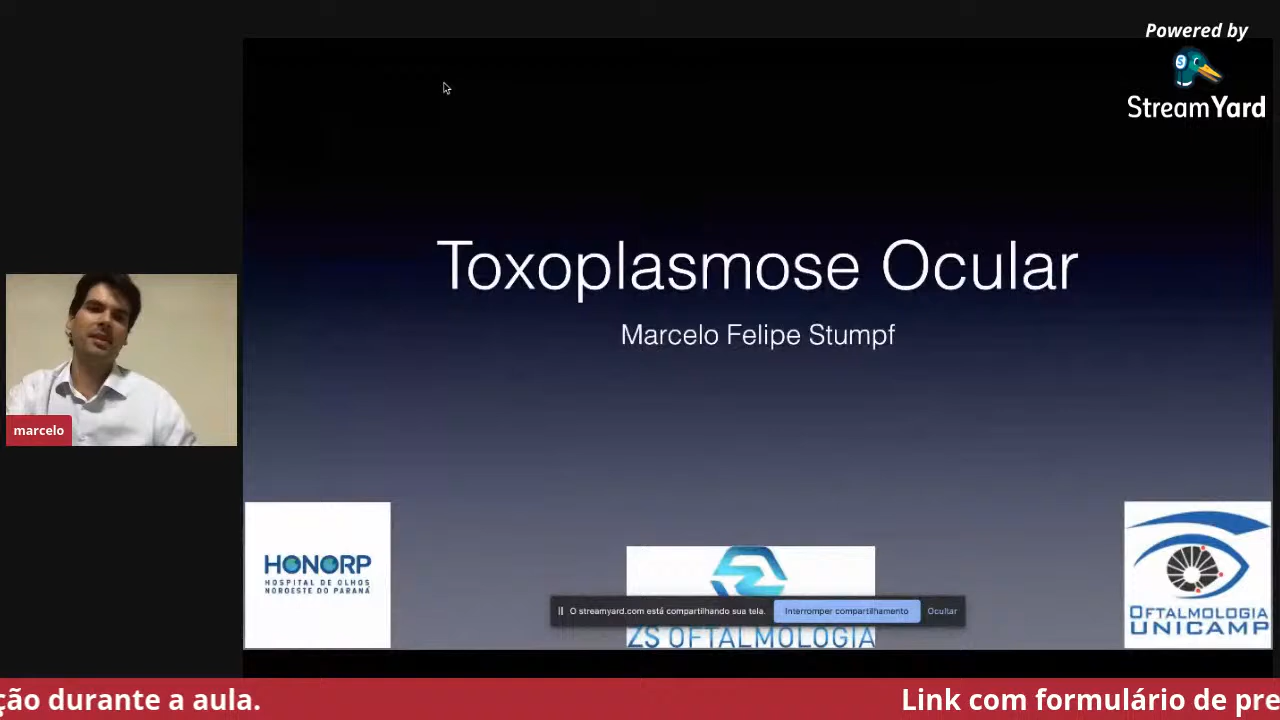 Powered by
StreamYard
Toxoplasmose Ocular
Marcelo Felipe Stumpf
marcelo
HONORP
HOSPITAL DE OLHOS
NOROESTE DO PARANÁ
O streamyard.com está compartilhando sua tela.
Interromper compartilhamento
Ocultar
ZS OFTALMOLOGIA
OFTALMOLOGIA
UNICAMP
ção durante a aula.
Link com formulário de pre